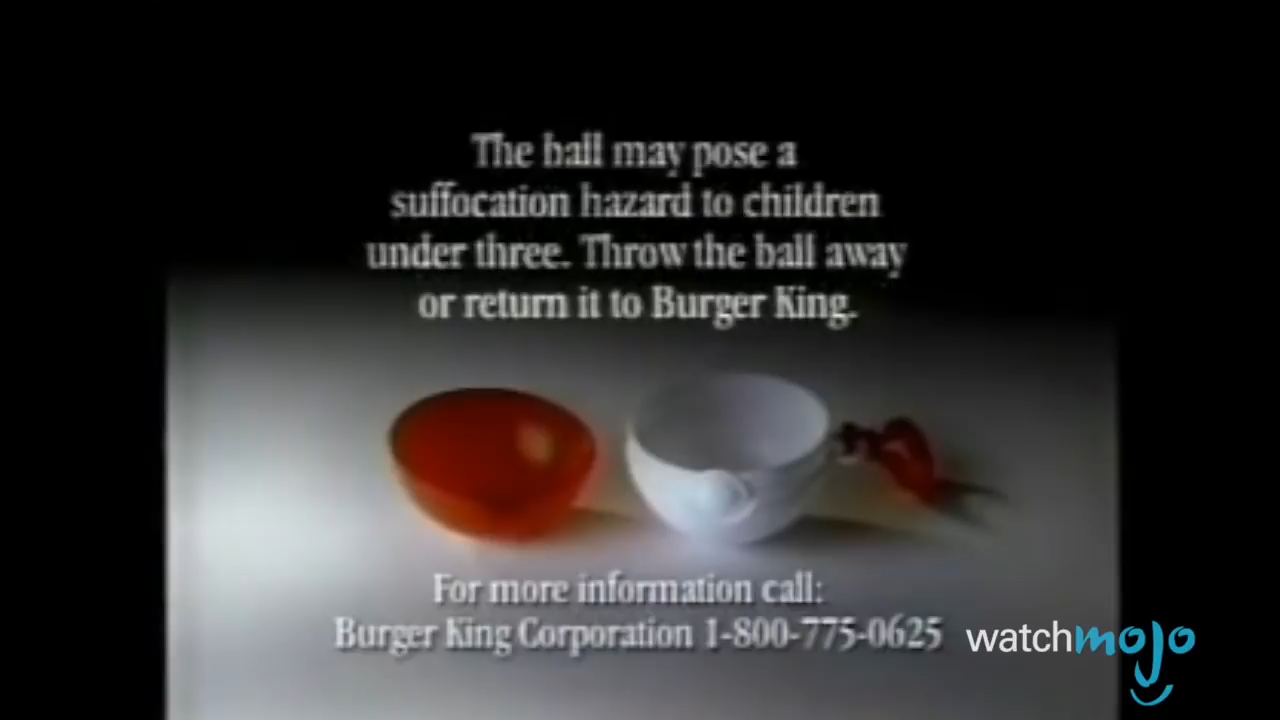 The ball may pose a
suffocation hazard to children
under three. Throw the ball away
or return it to Burger King.
For more information call:
Burger King Corporation 1-800-775-0625
watchmojo